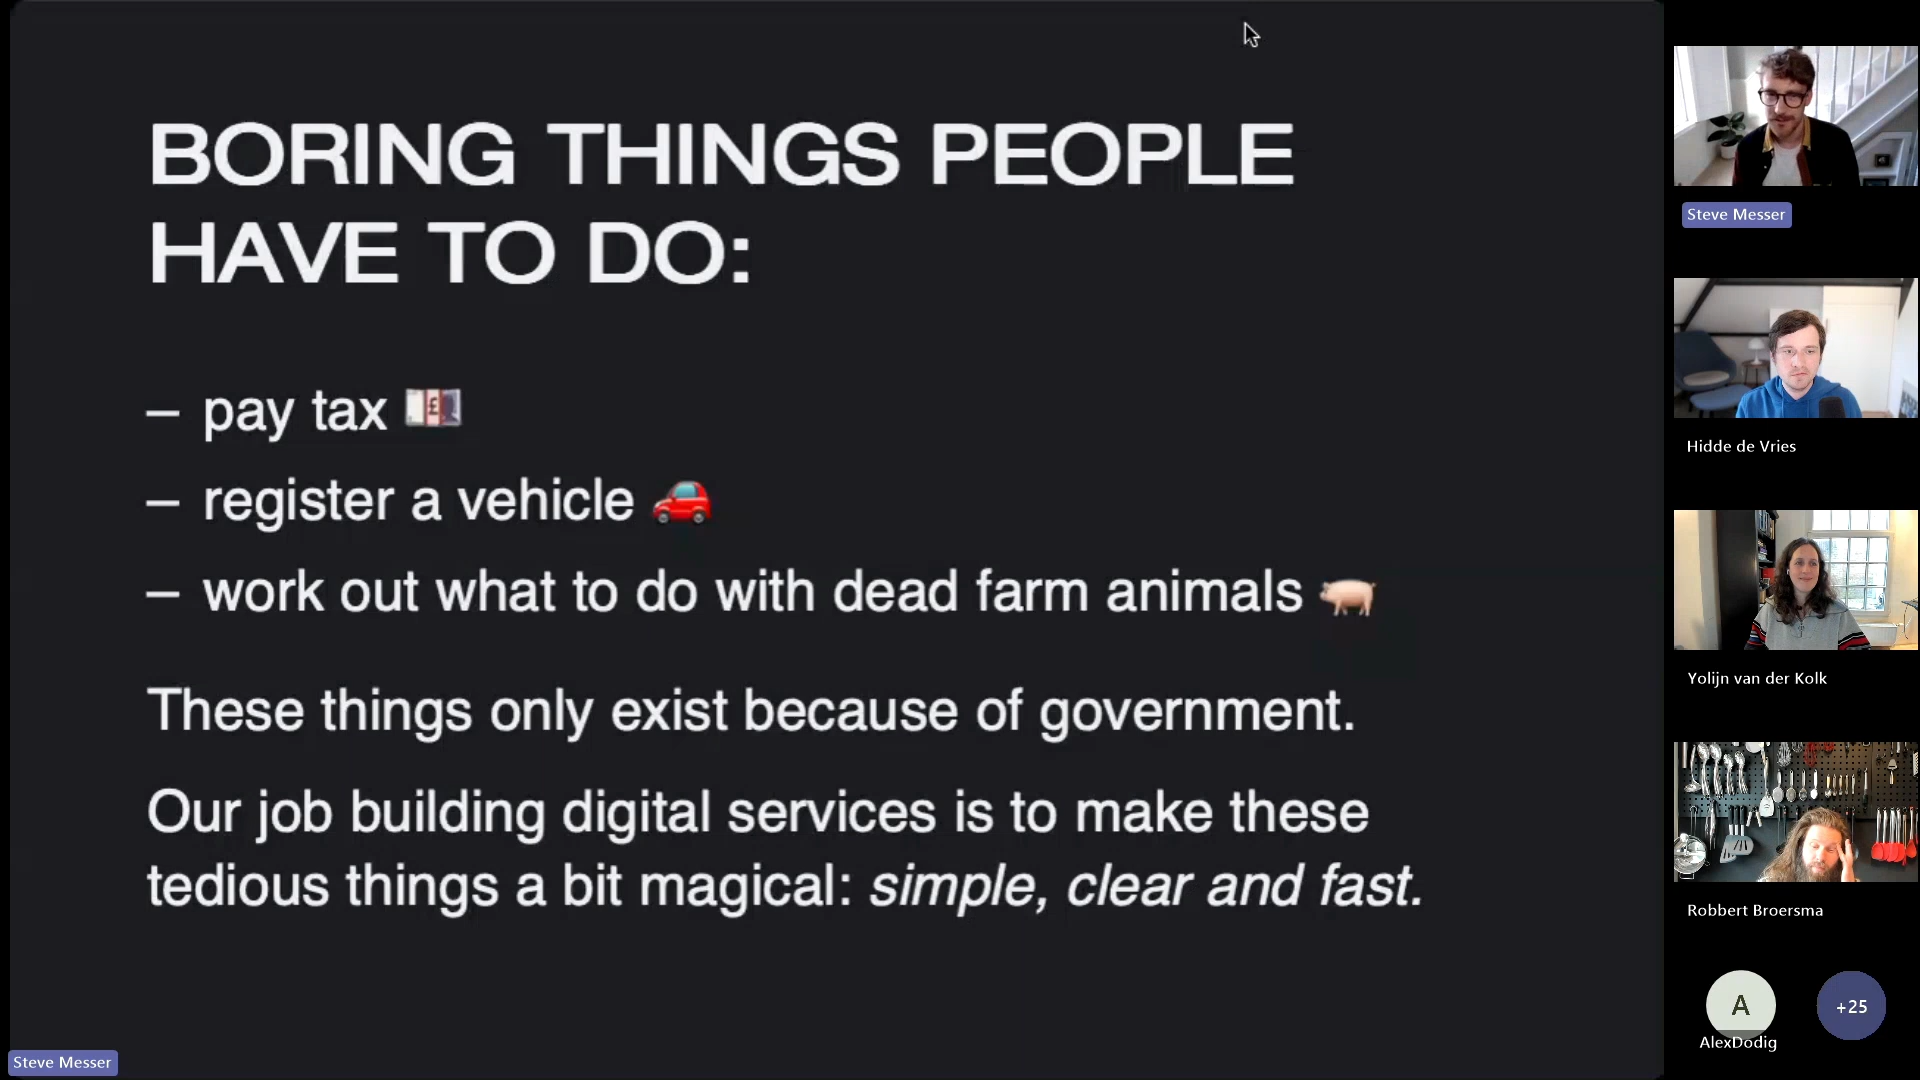 BORING THINGS PEOPLE
HAVE TO DO:
– pay tax 💷
– register a vehicle 🚗
– work out what to do with dead farm animals 🐖
These things only exist because of government.
Our job building digital services is to make these
tedious things a bit magical: simple, clear and fast.
Steve Messer
Steve Messer
Hidde de Vries
Yolijn van der Kolk
Robbert Broersma
A
AlexDodig
+25